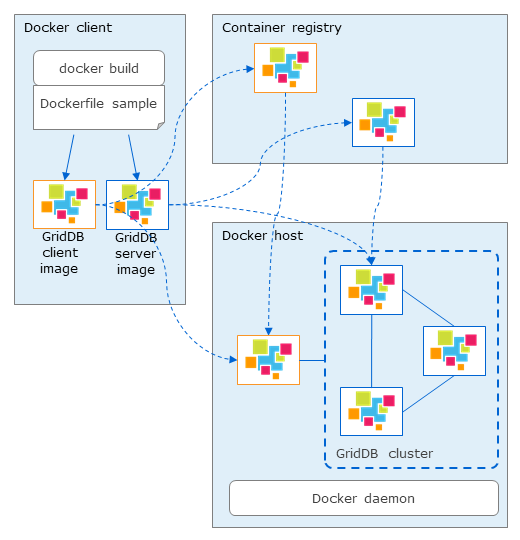 Docker client
docker build
Dockerfile sample
GridDB
client
image
GridDB
server
image
Container registry
Docker host
GridDB cluster
Docker daemon